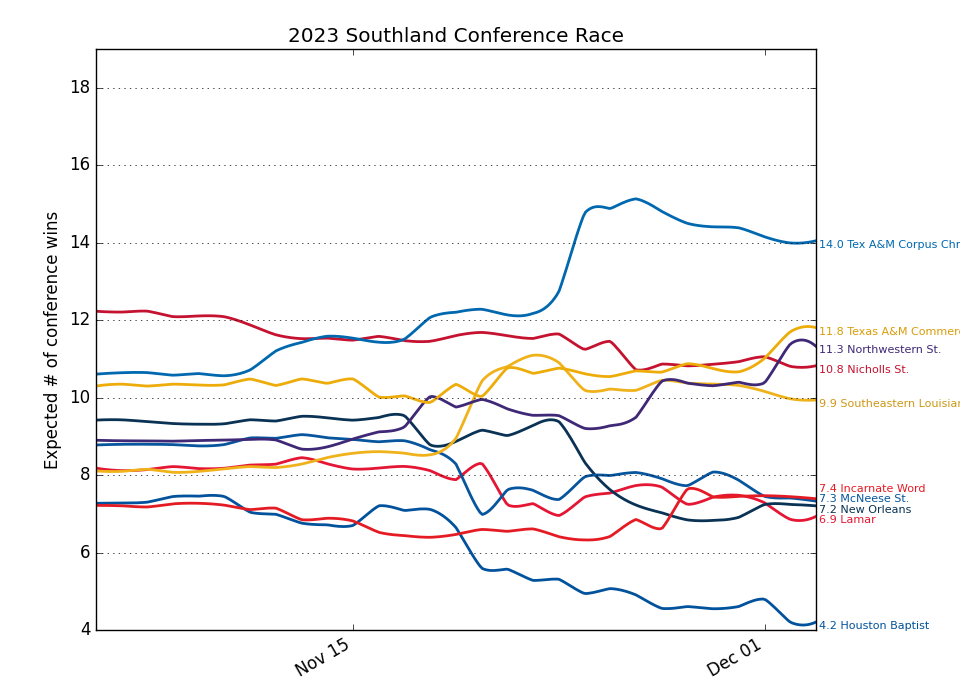 2023 Southland Conference Race
Expected # of conference wins
18
16
14
12
10
8
6
4
Nov 15
Dec 01
14.0 Tex A&M Corpus Chr
11.8 Texas A&M Commerc
11.3 Northwestern St.
10.8 Nicholls St.
9.9 Southeastern Louisian
7.4 Incarnate Word
7.3 McNeese St.
7.2 New Orleans
6.9 Lamar
4.2 Houston Baptist